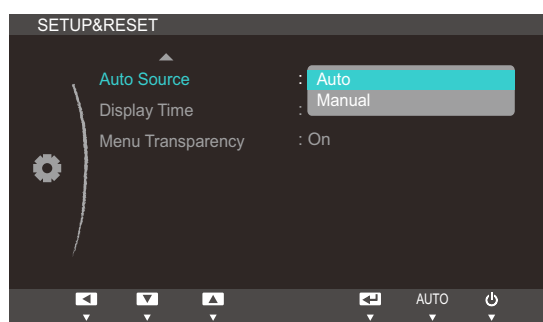 SETUP&RESET
Auto Source : Auto
Manual
Display Time :
Menu Transparency : On
AUTO